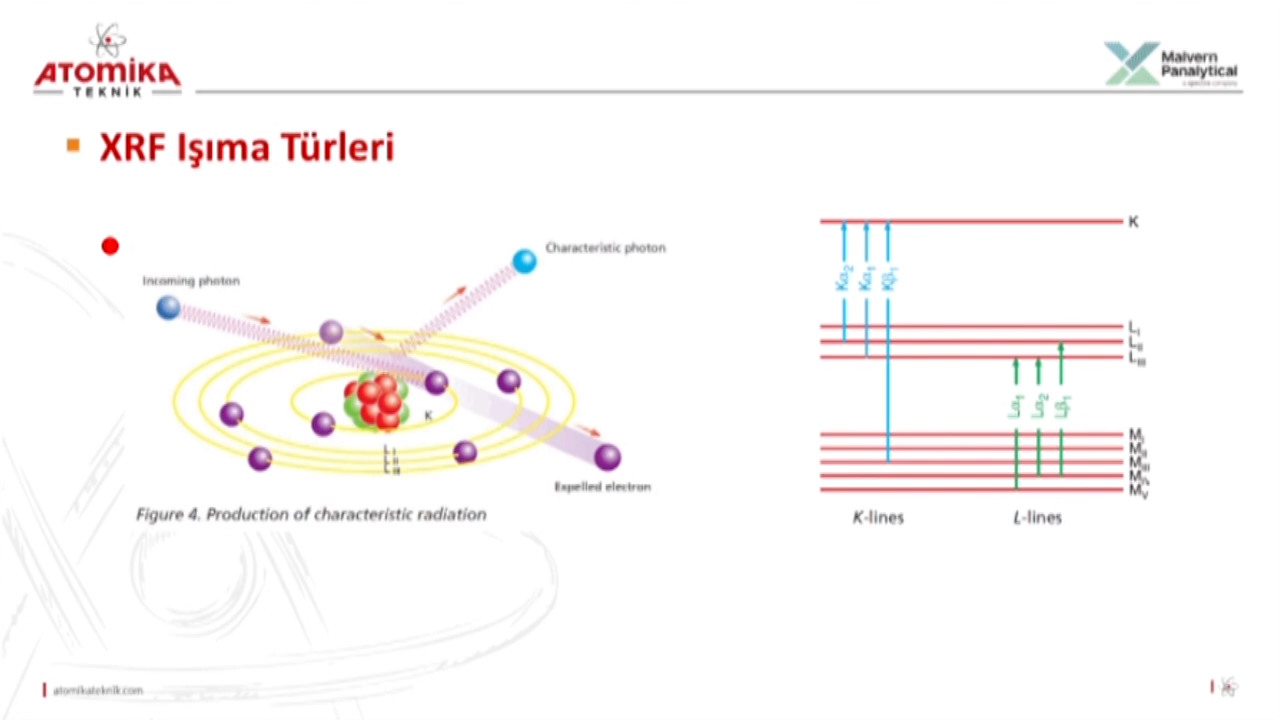 ATOMİKA
TEKNİK
Malvern
Panalytical
XRF Işıma Türleri
Incoming photon
Characteristic photon
K
L I
L II
L III
Expelled electron
Figure 4. Production of characteristic radiation
K
Kα2
Kα1
Kβ1
L I
L II
L III
Lα1
Lα2
Lβ1
M I
M II
M III
M IV
M V
K-lines
L-lines
atomikateknik.com